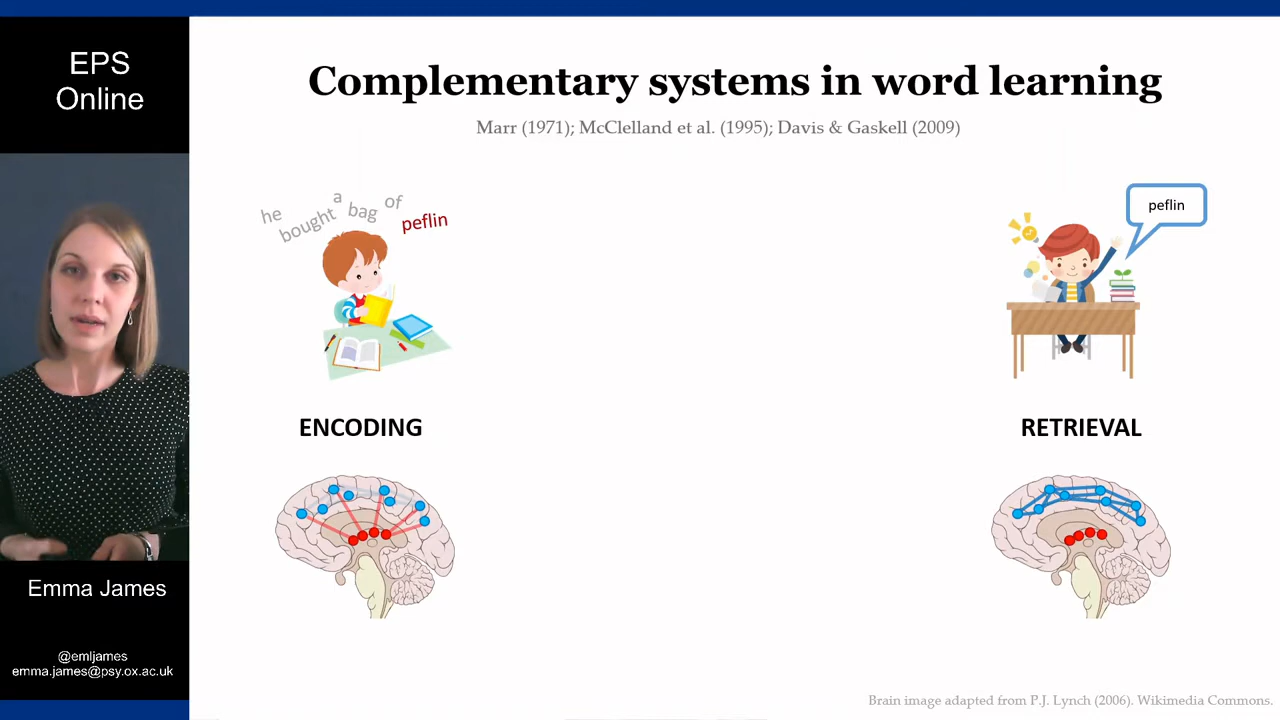 EPS
Online
Complementary systems in word learning
Marr (1971); McClelland et al. (1995); Davis & Gaskell (2009)
he bought a bag of peflin
peflin
ENCODING
RETRIEVAL
Emma James
@emljames
emma.james@psy.ox.ac.uk
Brain image adapted from P.J. Lynch (2006). Wikimedia Commons.